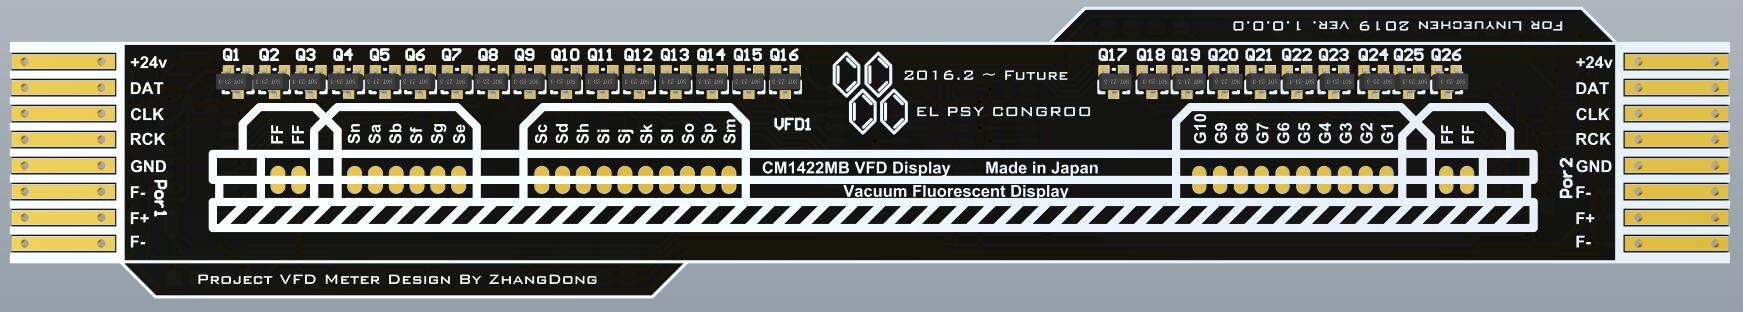 FOR LINYUECHEN 2019 VER. 1.0.0.0
Q1 Q2 Q3 Q4 Q5 Q6 Q7 Q8 Q9 Q10 Q11 Q12 Q13 Q14 Q15 Q16
Q17 Q18 Q19 Q20 Q21 Q22 Q23 Q24 Q25 Q26
+24v
DAT
CLK
RCK
GND
F-
F+
F-
Por1
2016.2 ~ Future
EL PSY CONGROO
VFD1
FF FF Sn Sa Sb Sf Sg Se
Sc Sd Sh Si Sj Sk Sl So Sp Sm
G10 G9 G8 G7 G6 G5 G4 G3 G2 G1 FF FF
CM1422MB VFD Display Made in Japan
Vacuum Fluorescent Display
+24v
DAT
CLK
RCK
GND
F-
F+
F-
Por2
PROJECT VFD METER DESIGN BY ZHANGDONG